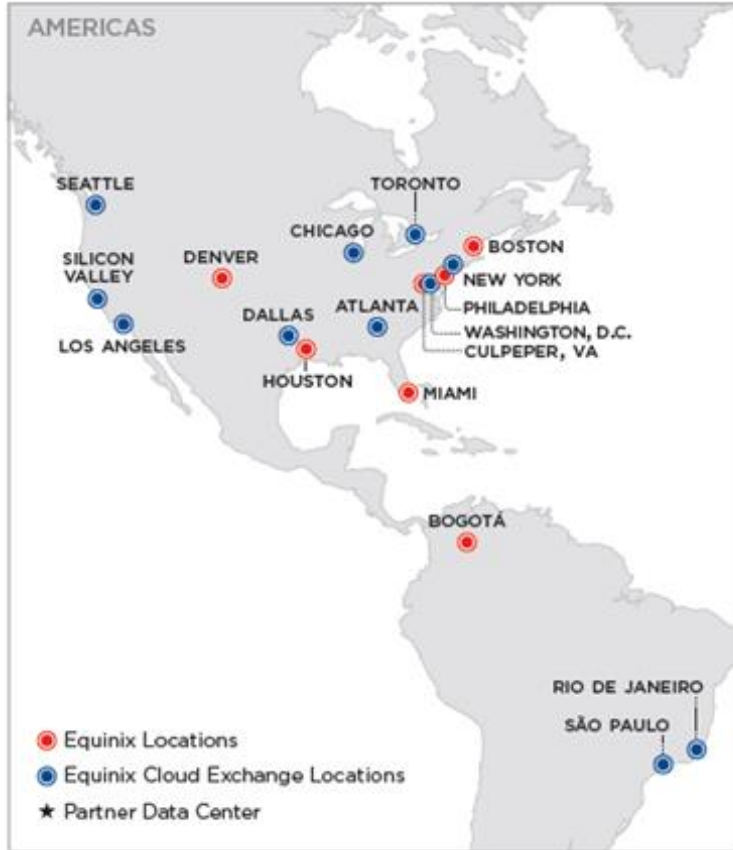 AMERICAS
SEATTLE
TORONTO
CHICAGO
BOSTON
SILICON
VALLEY
DENVER
NEW YORK
PHILADELPHIA
DALLAS
ATLANTA
WASHINGTON, D.C.
LOS ANGELES
CULPEPER, VA
HOUSTON
MIAMI
BOGOTÁ
RIO DE JANEIRO
SÃO PAULO
Equinix Locations
Equinix Cloud Exchange Locations
★ Partner Data Center